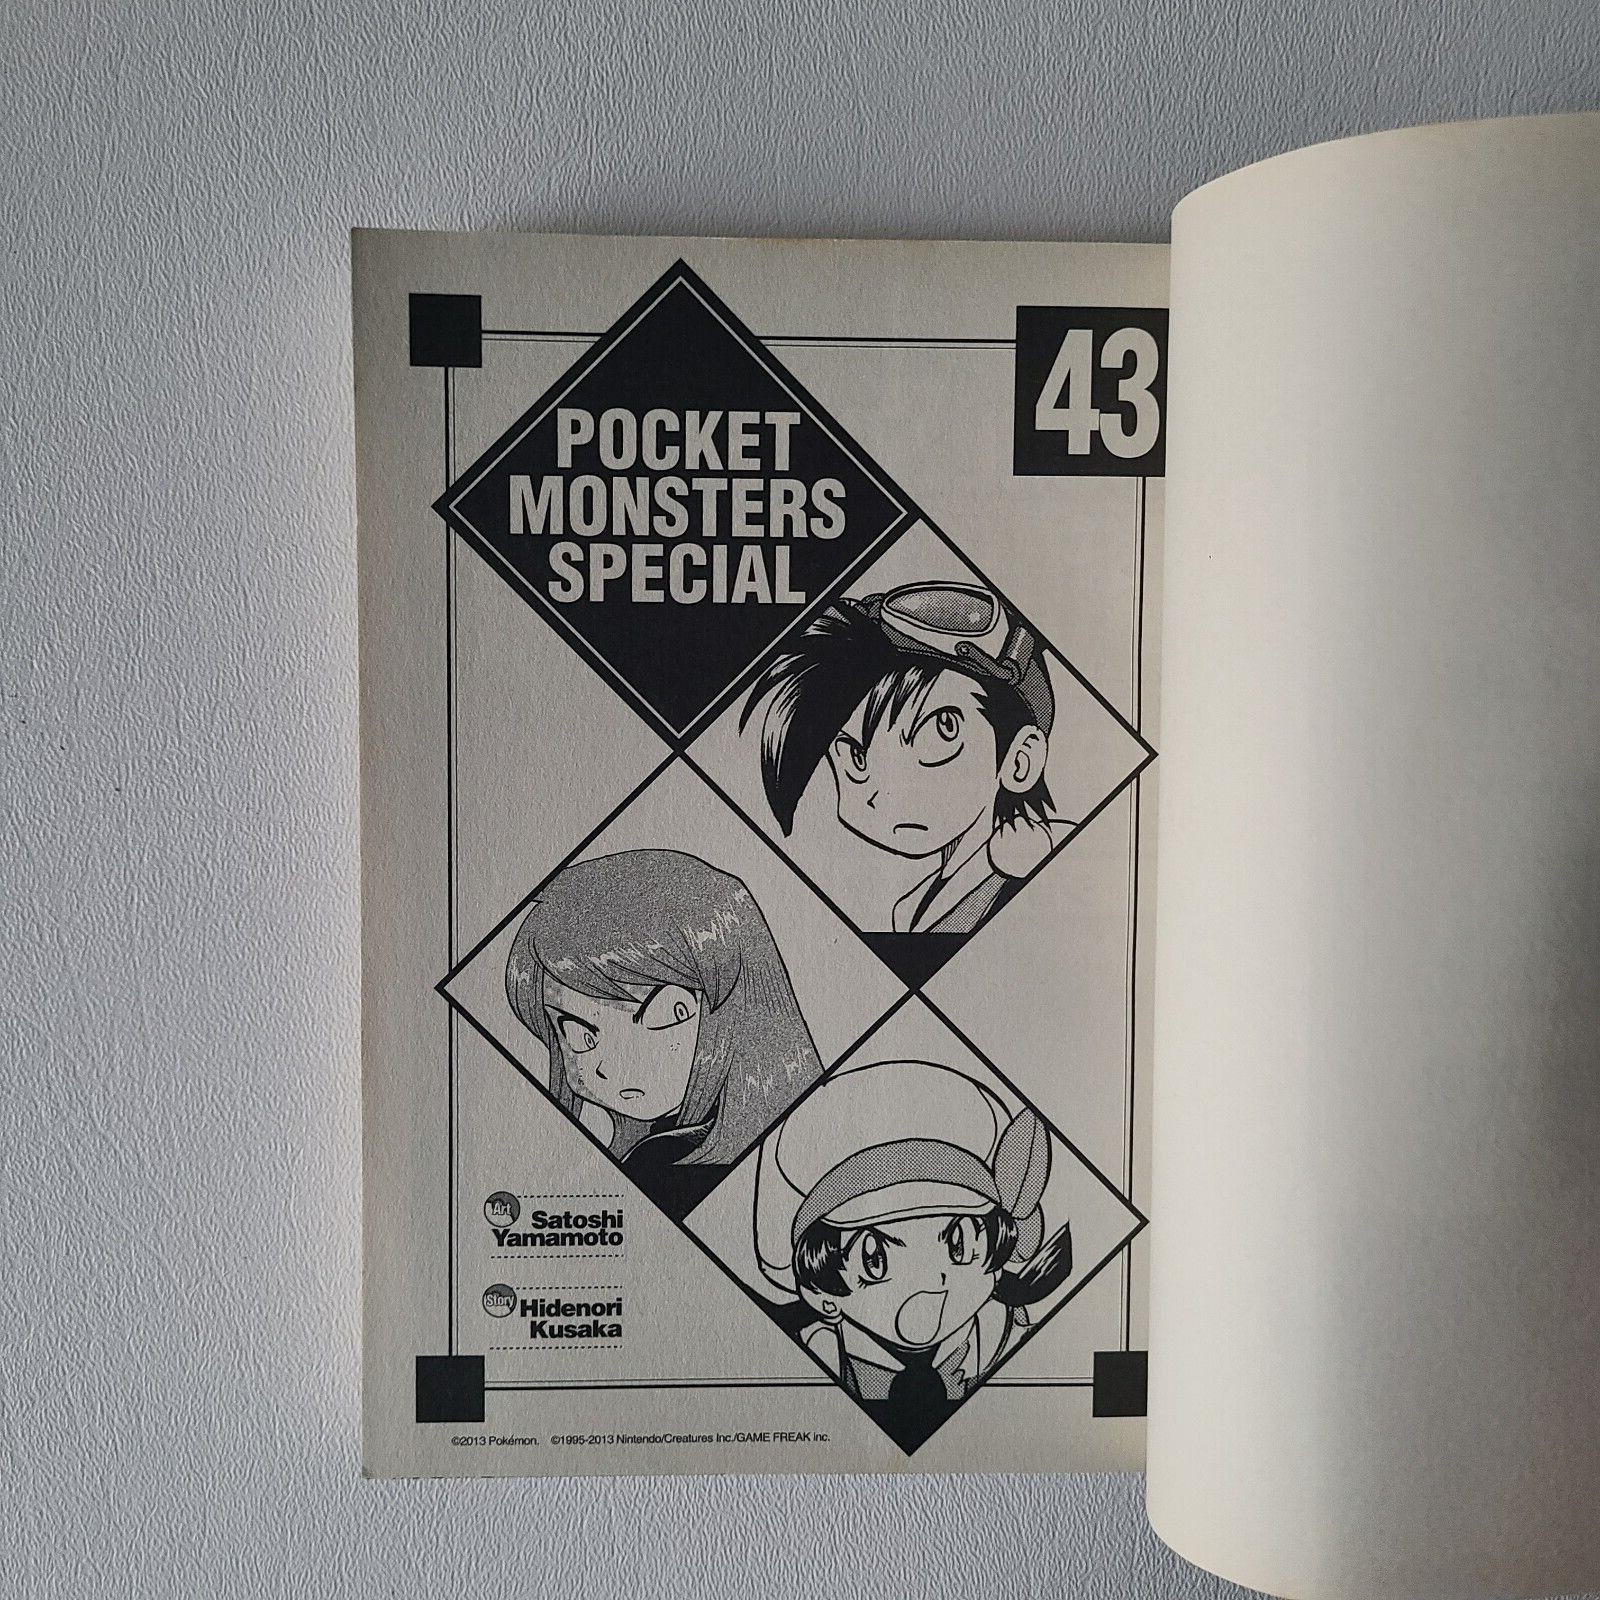 POCKET
MONSTERS
SPECIAL
43
Art
Satoshi
Yamamoto
Story
Hidenori
Kusaka
©2013 Pokémon. ©1995-2013 Nintendo/Creatures Inc./GAME FREAK inc.